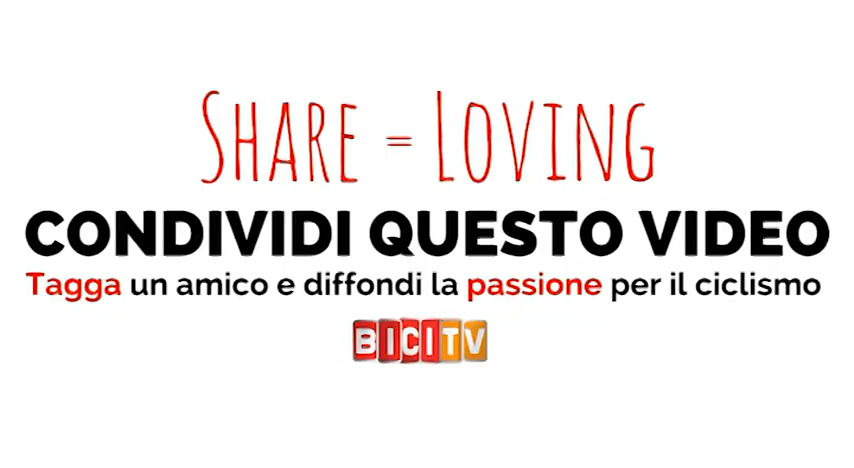 SHARE = LOVING
CONDIVIDI QUESTO VIDEO
Tagga un amico e diffondi la passione per il ciclismo
BICITV